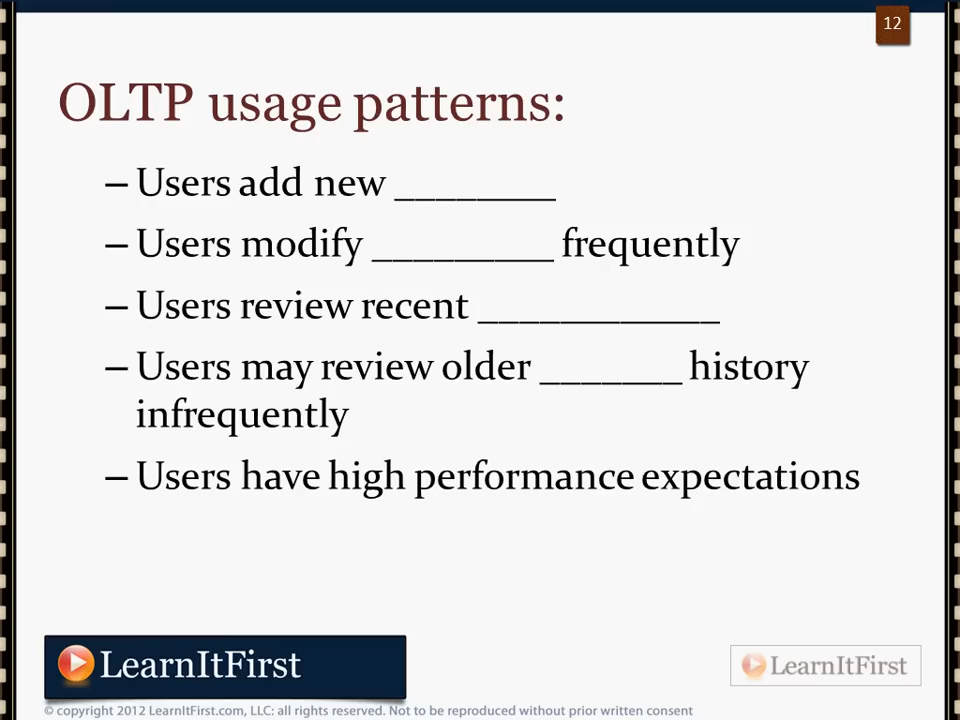 12
OLTP usage patterns:
– Users add new ________
– Users modify _________ frequently
– Users review recent ____________
– Users may review older _______ history
infrequently
– Users have high performance expectations
LearnItFirst
LearnItFirst
© copyright 2012 LearnItFirst.com, LLC: all rights reserved. Not to be reproduced without prior written consent